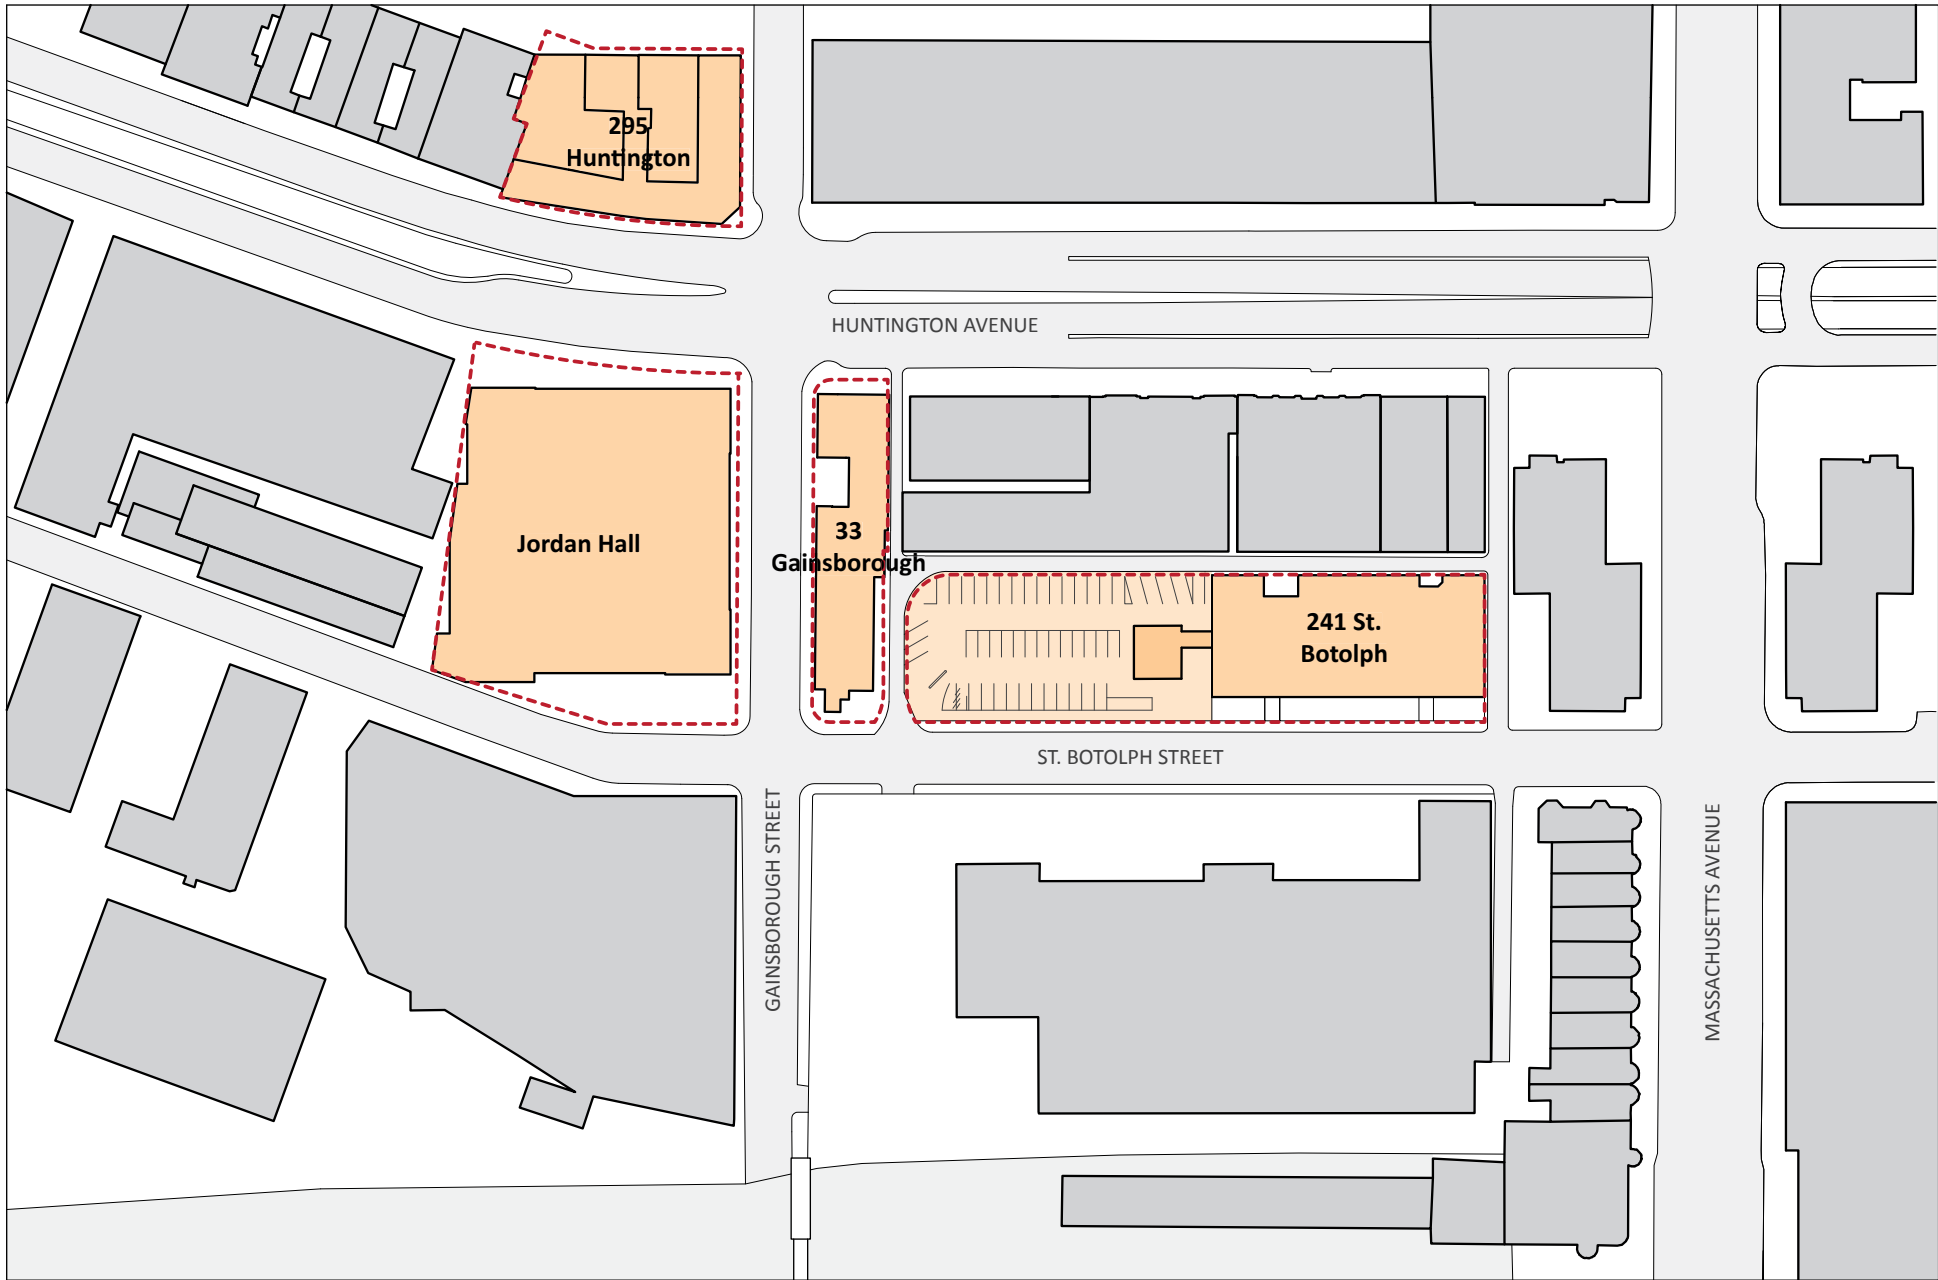 295
Huntington
HUNTINGTON AVENUE
Jordan Hall
33
Gainsborough
241 St.
Botolph
ST. BOTOLPH STREET
GAINSBOROUGH STREET
MASSACHUSETTS AVENUE